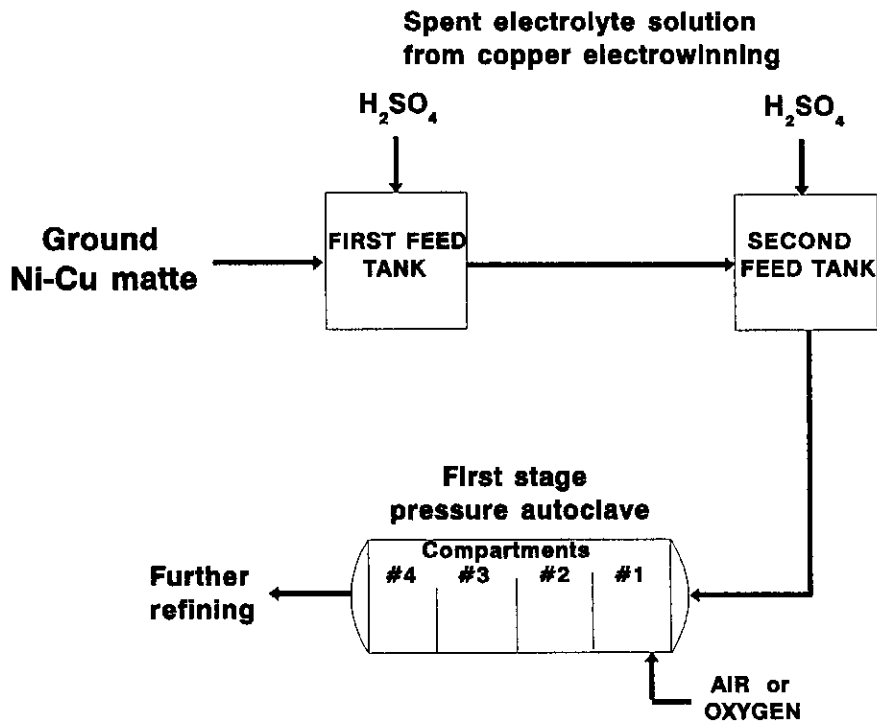 Spent electrolyte solution
from copper electrowinning
H₂SO₄
H₂SO₄
Ground
Ni-Cu matte
FIRST FEED
TANK
SECOND
FEED TANK
First stage
pressure autoclave
Compartments
#4 #3 #2 #1
Further
refining
AIR or
OXYGEN